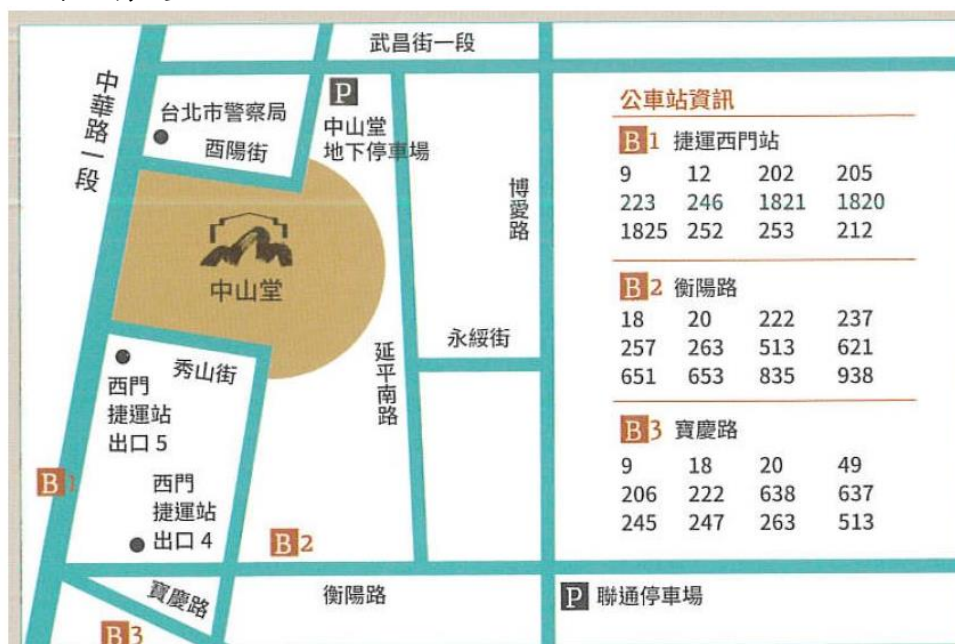 武昌街一段
中華路一段
台北市警察局
酉陽街
P
中山堂
地下停車場
博愛路
中山堂
永綏街
延平南路
秀山街
西門
捷運站
出口 5
B1
西門
捷運站
出口 4
B2
寶慶路
衡陽路
P 聯通停車場
B3
公車站資訊
B1 捷運西門站
9 12 202 205
223 246 1821 1820
1825 252 253 212
B2 衡陽路
18 20 222 237
257 263 513 621
651 653 835 938
B3 寶慶路
9 18 20 49
206 222 638 637
245 247 263 513